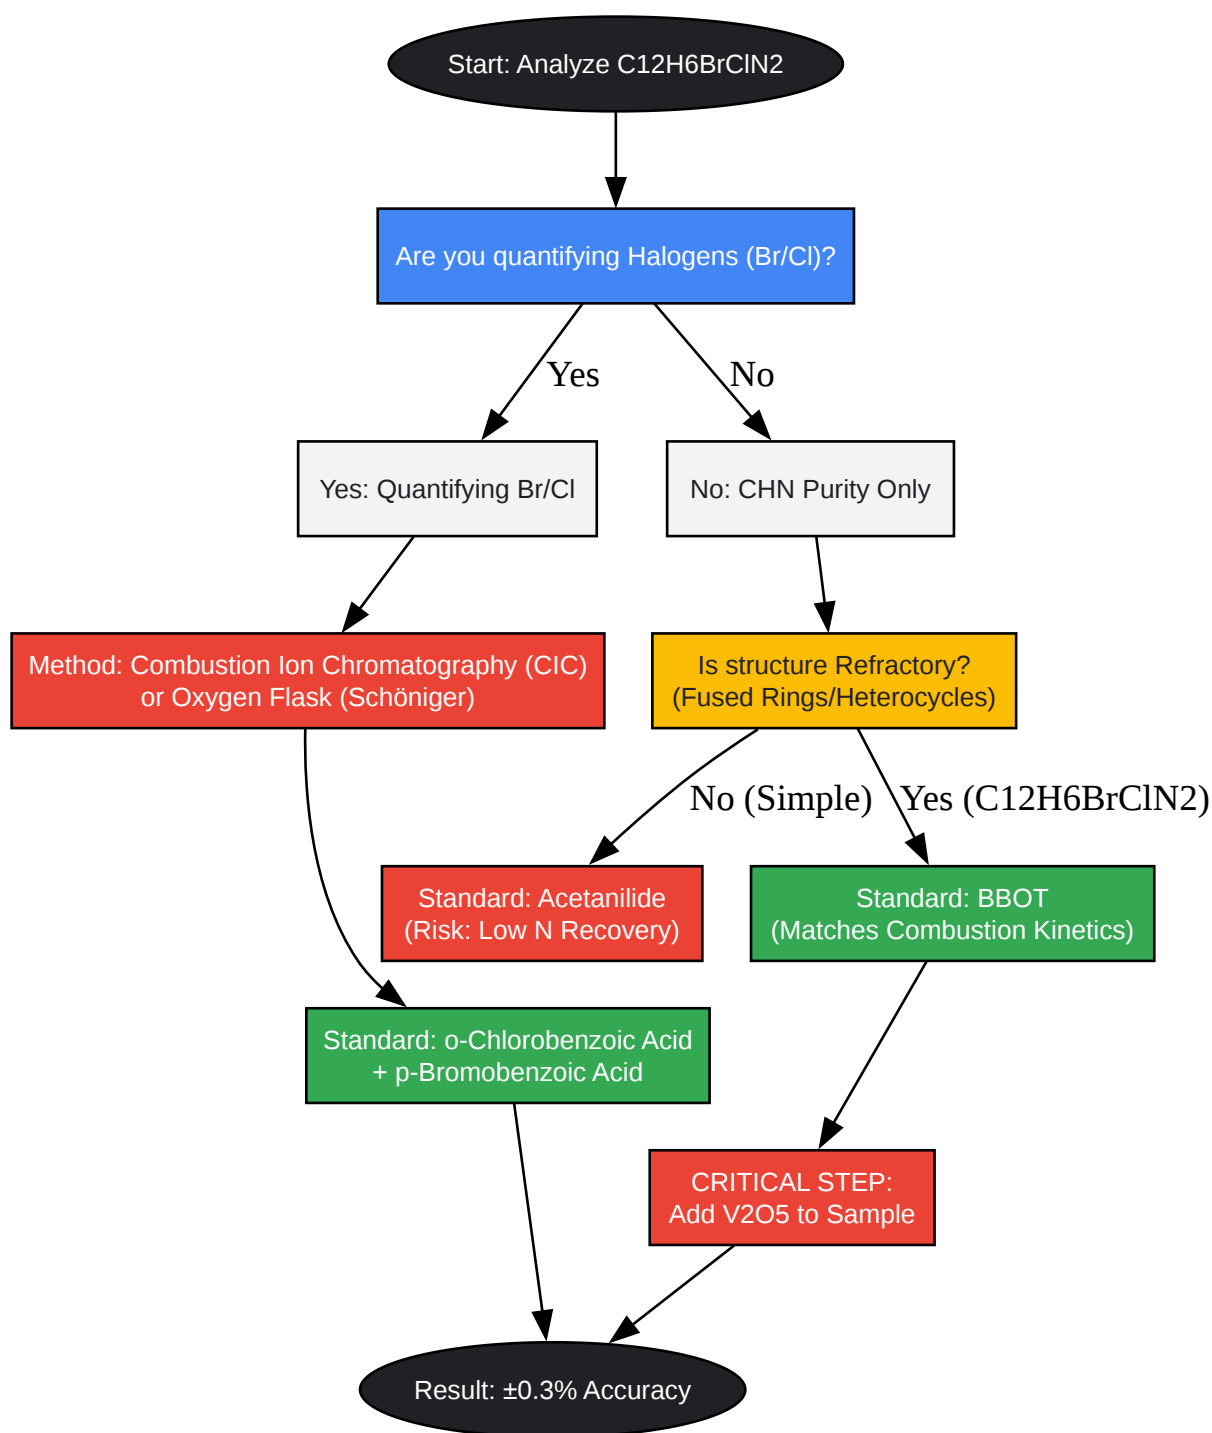 Start: Analyze C12H6BrClN2
Are you quantifying Halogens (Br/Cl)?
Yes
No
Yes: Quantifying Br/Cl
No: CHN Purity Only
Method: Combustion Ion Chromatography (CIC)
or Oxygen Flask (Schöniger)
Is structure Refractory?
(Fused Rings/Heterocycles)
No (Simple)
Yes (C12H6BrClN2)
Standard: Acetanilide
(Risk: Low N Recovery)
Standard: BBOT
(Matches Combustion Kinetics)
Standard: o-Chlorobenzoic Acid
+ p-Bromobenzoic Acid
CRITICAL STEP:
Add V2O5 to Sample
Result: ±0.3% Accuracy